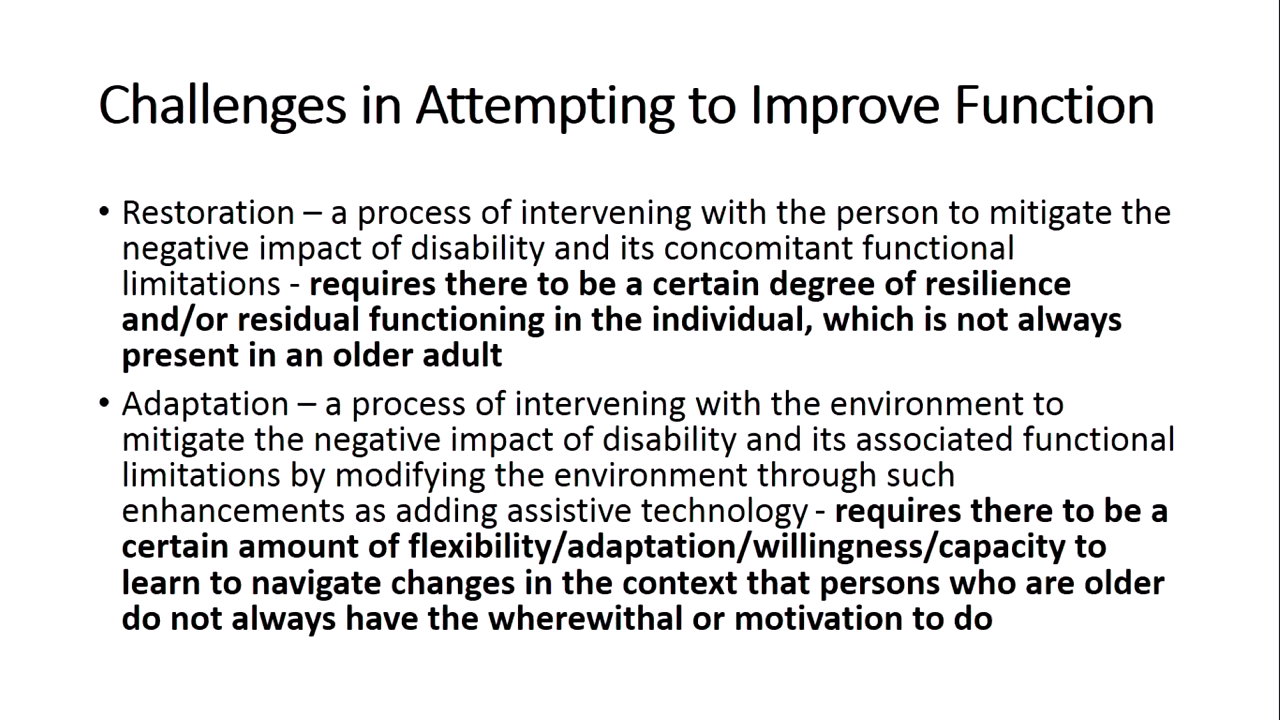 Challenges in Attempting to Improve Function
• Restoration – a process of intervening with the person to mitigate the
negative impact of disability and its concomitant functional
limitations - requires there to be a certain degree of resilience
and/or residual functioning in the individual, which is not always
present in an older adult
• Adaptation – a process of intervening with the environment to
mitigate the negative impact of disability and its associated functional
limitations by modifying the environment through such
enhancements as adding assistive technology - requires there to be a
certain amount of flexibility/adaptation/willingness/capacity to
learn to navigate changes in the context that persons who are older
do not always have the wherewithal or motivation to do